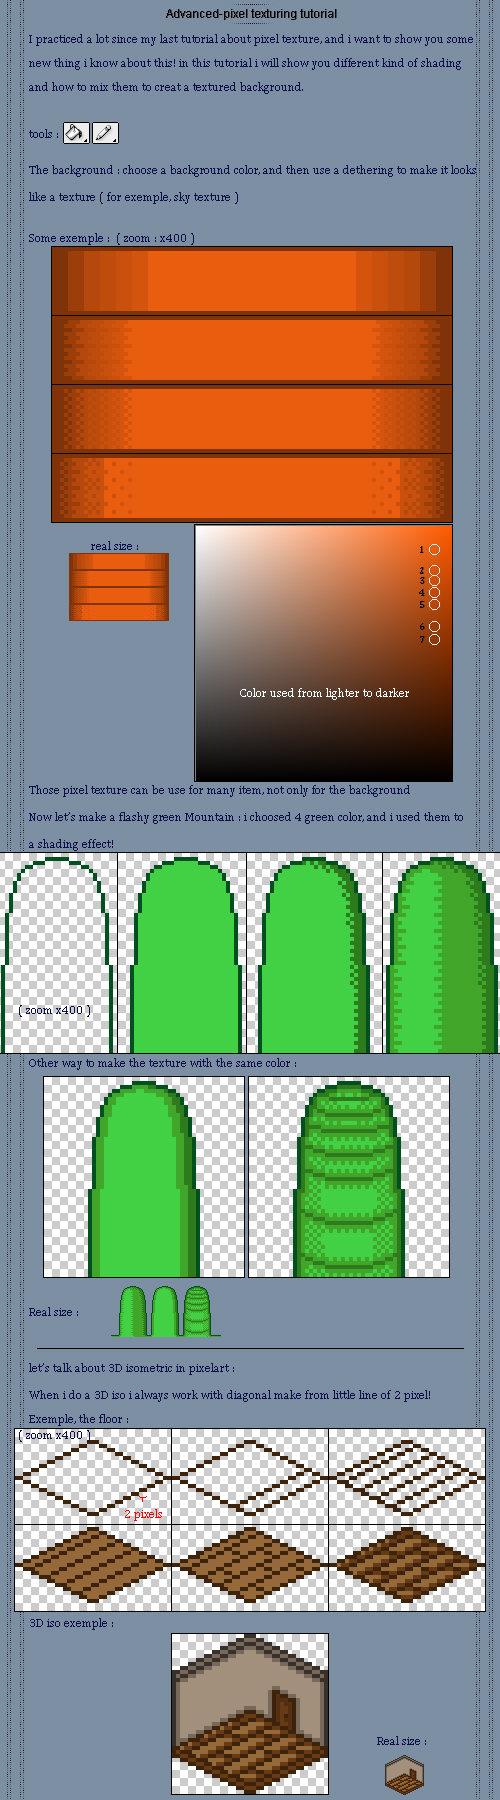 Advanced-pixel texturing tutorial
I practiced a lot since my last tutorial about pixel texture, and i want to show you some
new thing i know about this! in this tutorial i will show you different kind of shading
and how to mix them to creat a textured background.
tools :
The background : choose a background color, and then use a dethering to make it looks
like a texture ( for exemple, sky texture )
Some exemple : ( zoom : x400 )
real size :
1
2
3
4
5
6
7
Color used from lighter to darker
Those pixel texture can be use for many item, not only for the background
Now let's make a flashy green Mountain : i choosed 4 green color, and i used them to
a shading effect!
( zoom x400 )
Other way to make the texture with the same color :
Real size :
let's talk about 3D isometric in pixelart :
When i do a 3D iso i always work with diagonal make from little line of 2 pixel!
Exemple, the floor :
( zoom x400 )
2 pixels
3D iso exemple :
Real size :